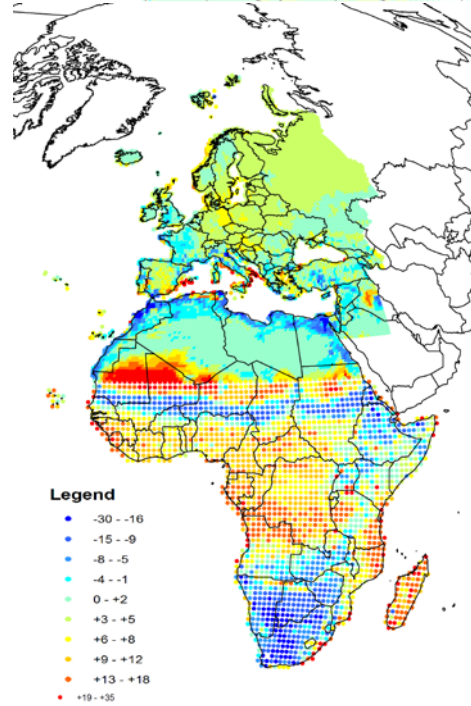 Legend
-30 - -16
-15 - -9
-8 - -5
-4 - -1
0 - +2
+3 - +5
+6 - +8
+9 - +12
+13 - +18
+19 - +35